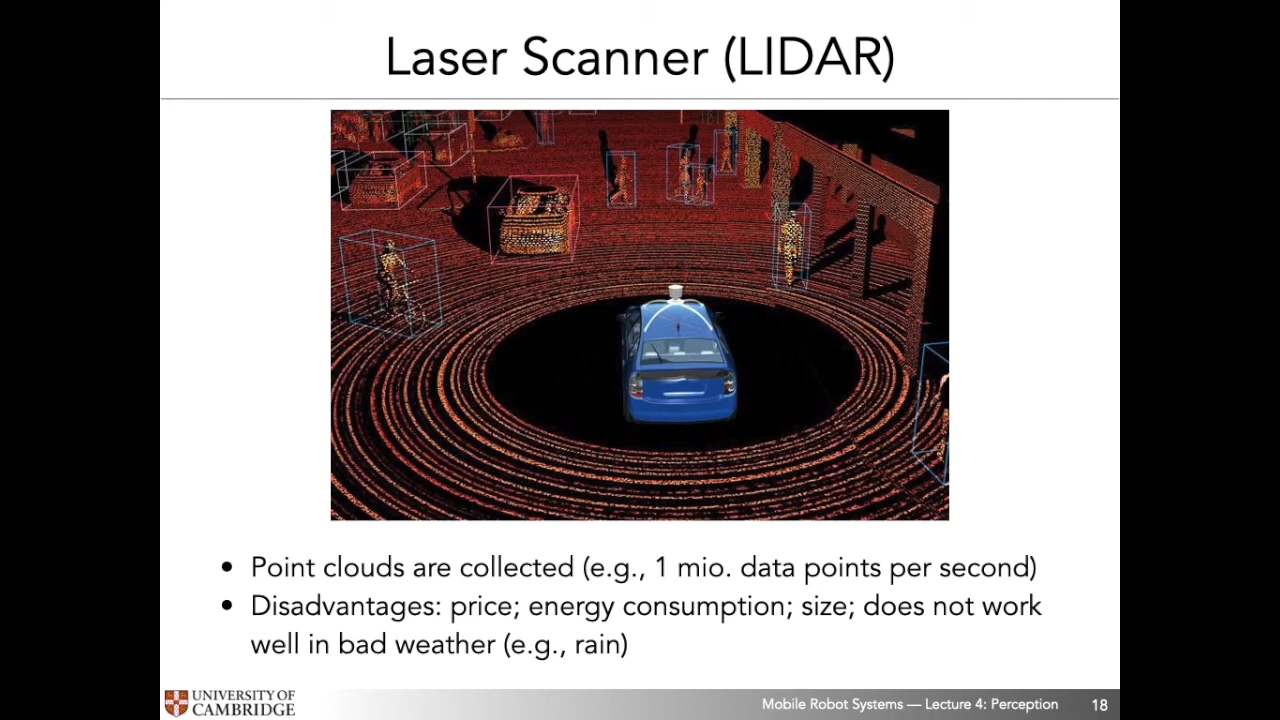 Laser Scanner (LIDAR)
• Point clouds are collected (e.g., 1 mio. data points per second)
• Disadvantages: price; energy consumption; size; does not work
well in bad weather (e.g., rain)
UNIVERSITY OF
CAMBRIDGE
Mobile Robot Systems — Lecture 4: Perception 18